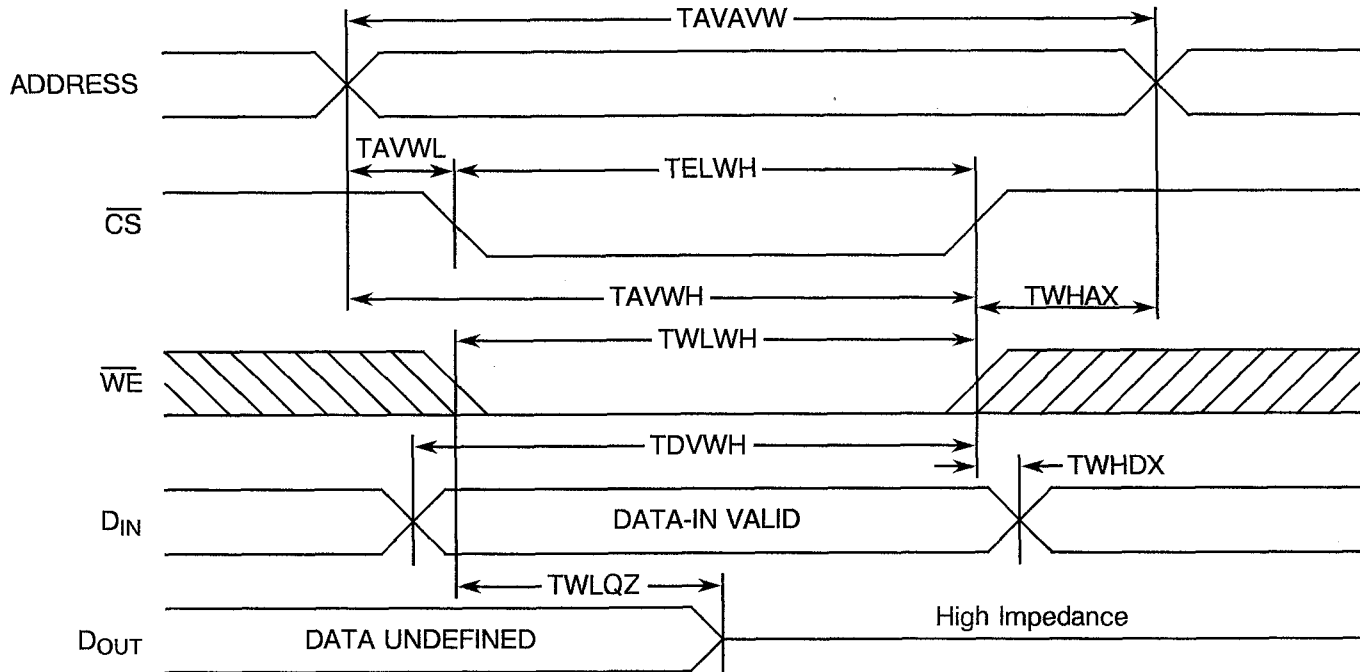 TAVAVW
ADDRESS
TAVWL
TELWH
CS
TAVWH
TWHAX
TWLWH
WE
TDVWH
TWHDX
DIN
DATA-IN VALID
TWLQZ
High Impedance
DOUT
DATA UNDEFINED